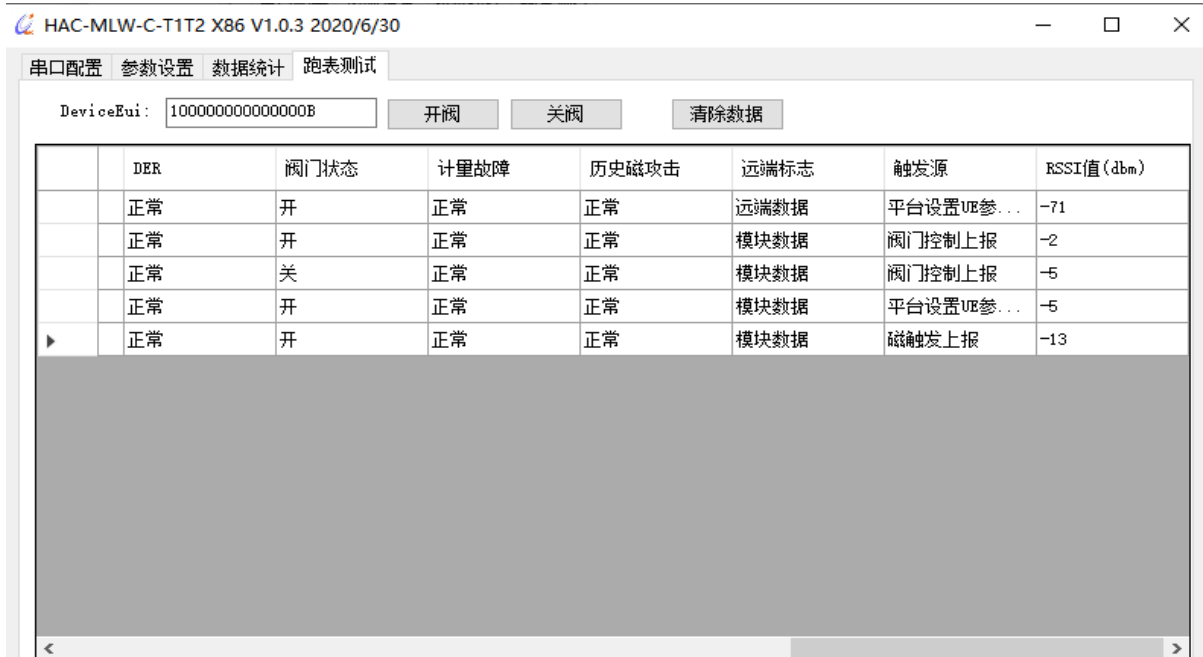 HAC-MLW-C-T1T2 X86 V1.0.3 2020/6/30
串口配置 参数设置 数据统计 跑表测试
DeviceEui: 100000000000000B 开阀 关阀 清除数据
DER 阀门状态 计量故障 历史磁攻击 远端标志 触发源 RSSI值(dbm)
正常 开 正常 正常 远端数据 平台设置UE参... -71
正常 开 正常 正常 模块数据 阀门控制上报 -2
正常 关 正常 正常 模块数据 阀门控制上报 -5
正常 开 正常 正常 模块数据 平台设置UE参... -5
正常 开 正常 正常 模块数据 磁触发上报 -13